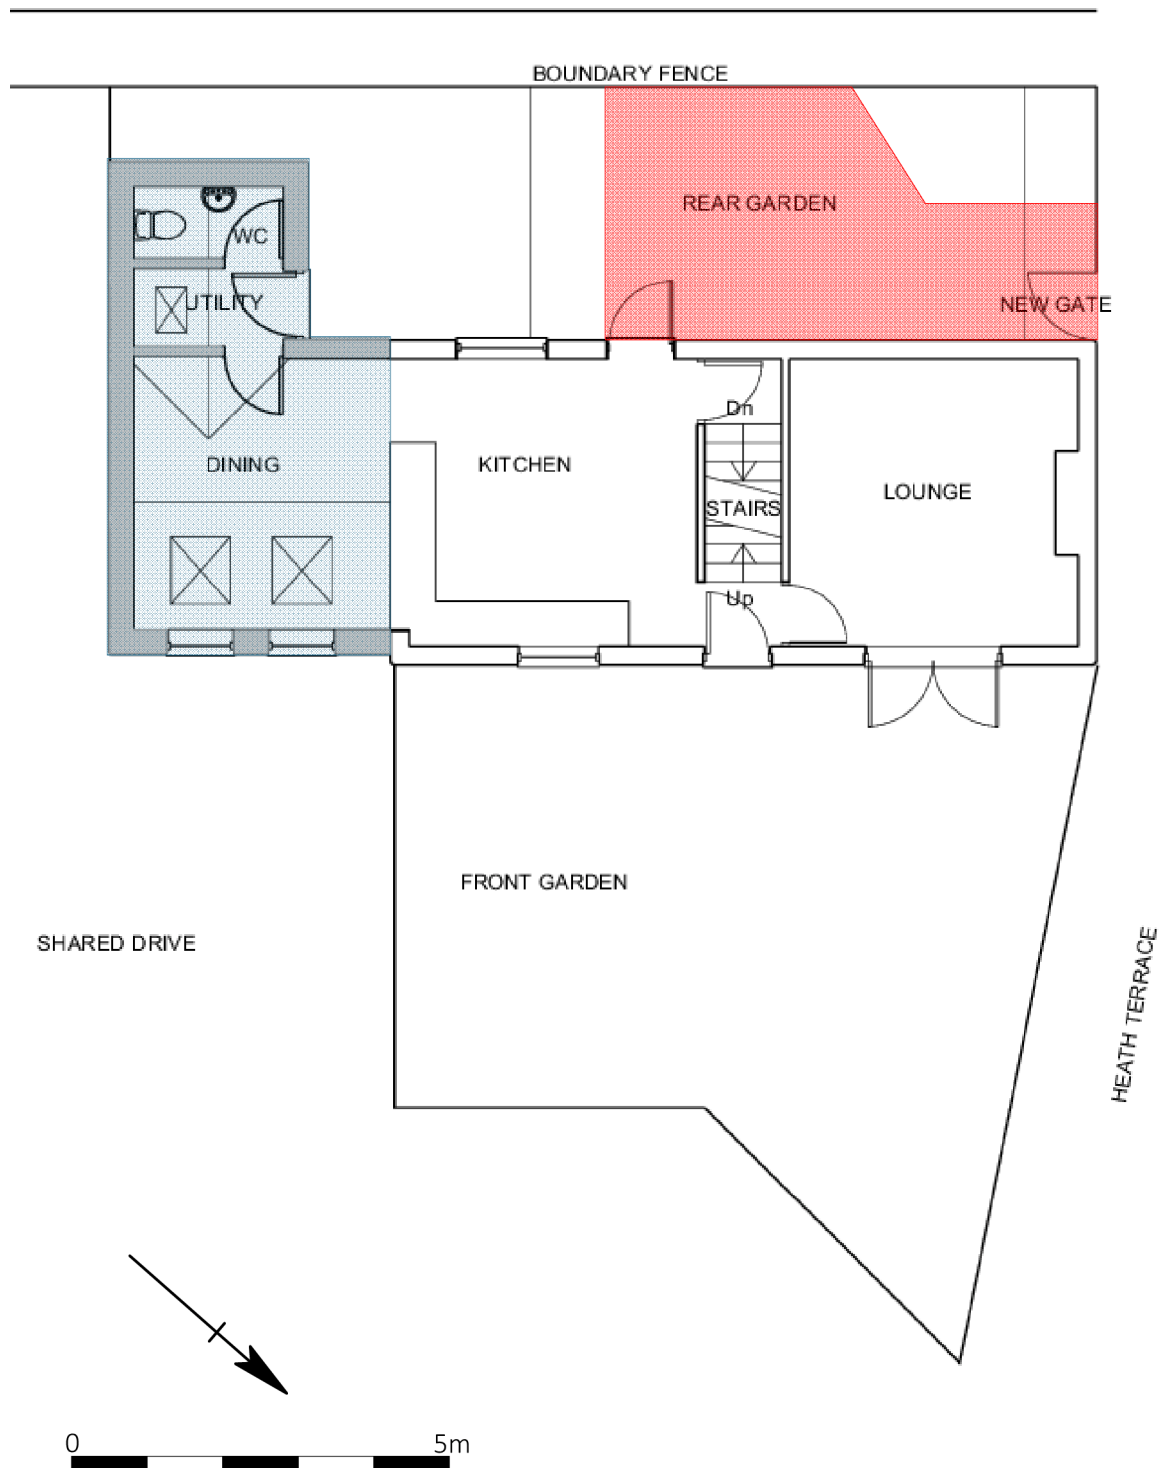 BOUNDARY FENCE
REAR GARDEN
WC
UTILITY
NEW GATE
Dn
DINING
KITCHEN
LOUNGE
STAIRS
Up
FRONT GARDEN
SHARED DRIVE
HEATH TERRACE
0 5m